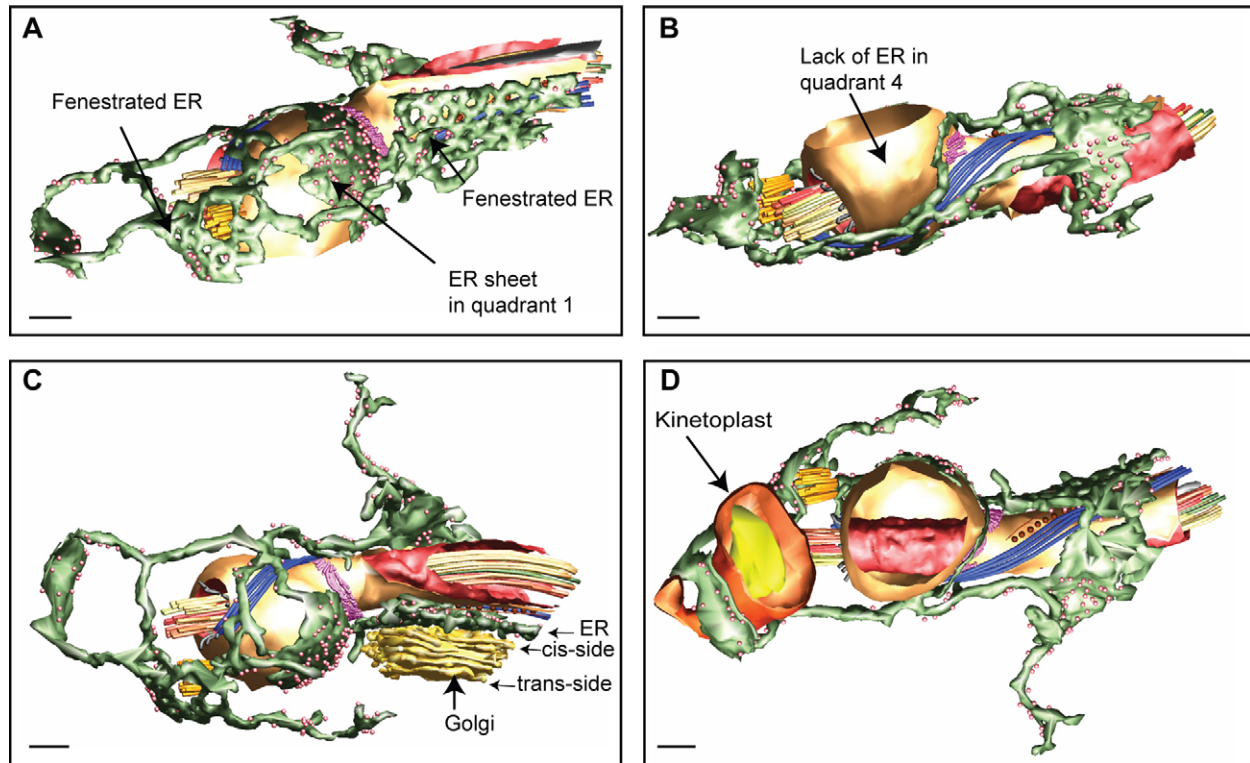 A
Fenestrated ER
Fenestrated ER
ER sheet
in quadrant 1
B
Lack of ER in
quadrant 4
C
ER
cis-side
trans-side
Golgi
D
Kinetoplast